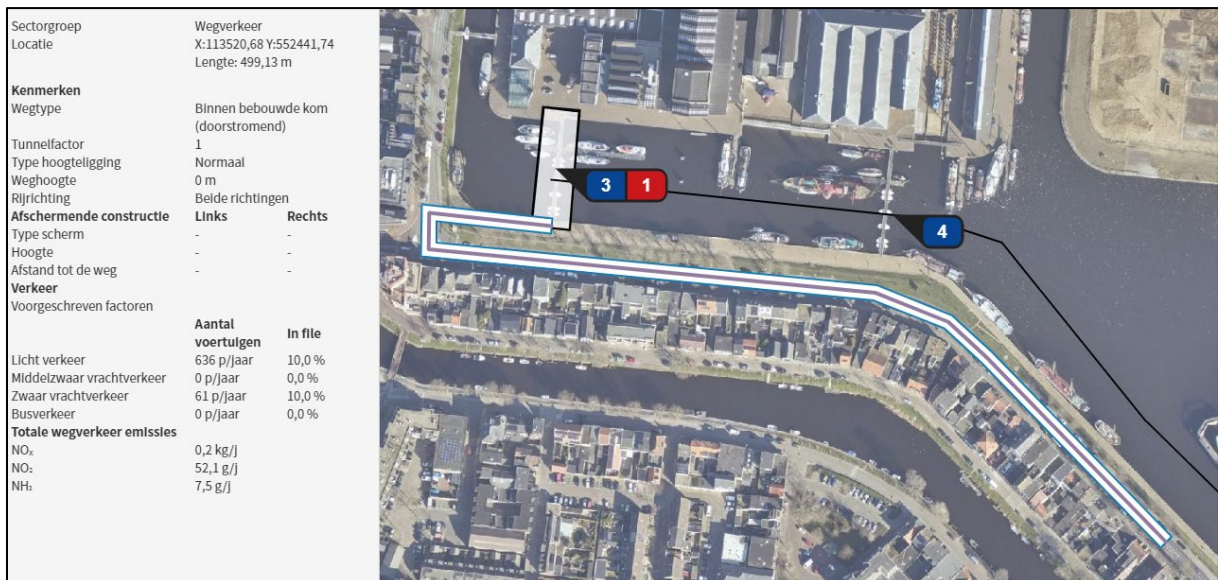 Sectorgroep Wegverkeer
Locatie X:113520,68 Y:552441,74
Lengte: 499,13 m
Kenmerken
Wegtype Binnen bebouwde kom
(doorstromend)
Tunnelfactor 1
Type hoogteligging Normaal
Weghoogte 0 m
Rijrichting Beide richtingen
Afschermende constructie Links Rechts
Type scherm - -
Hoogte - -
Afstand tot de weg - -
Verkeer
Voorgeschreven factoren
Aantal
voertuigen In file
Licht verkeer 636 p/jaar 10,0 %
Middelzwaar vrachtverkeer 0 p/jaar 0,0 %
Zwaar vrachtverkeer 61 p/jaar 10,0 %
Busverkeer 0 p/jaar 0,0 %
Totale wegverkeer emissies
NOₓ 0,2 kg/j
NO₂ 52,1 g/j
NH₃ 7,5 g/j
3 1
4